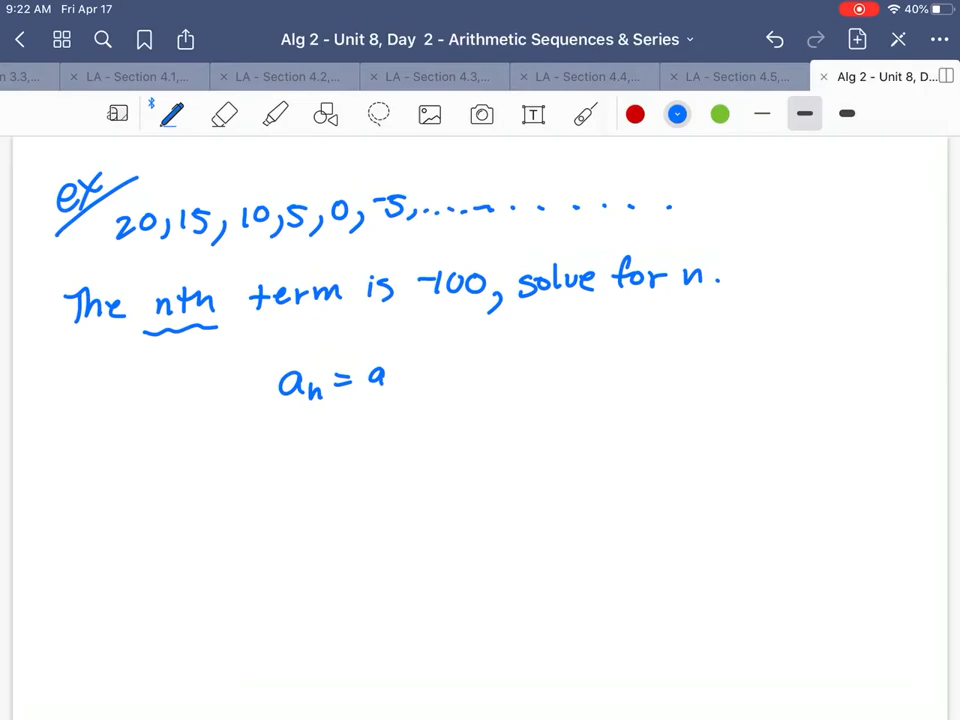 9:22 AM Fri Apr 17
40%
Alg 2 - Unit 8, Day 2 - Arithmetic Sequences & Series
n 3.3,... LA - Section 4.1,... LA - Section 4.2,... LA - Section 4.3,... LA - Section 4.4,... LA - Section 4.5,... Alg 2 - Unit 8, D...
ex
20, 15, 10, 5, 0, -5, ............
The nth term is -100, solve for n.
aₙ = a